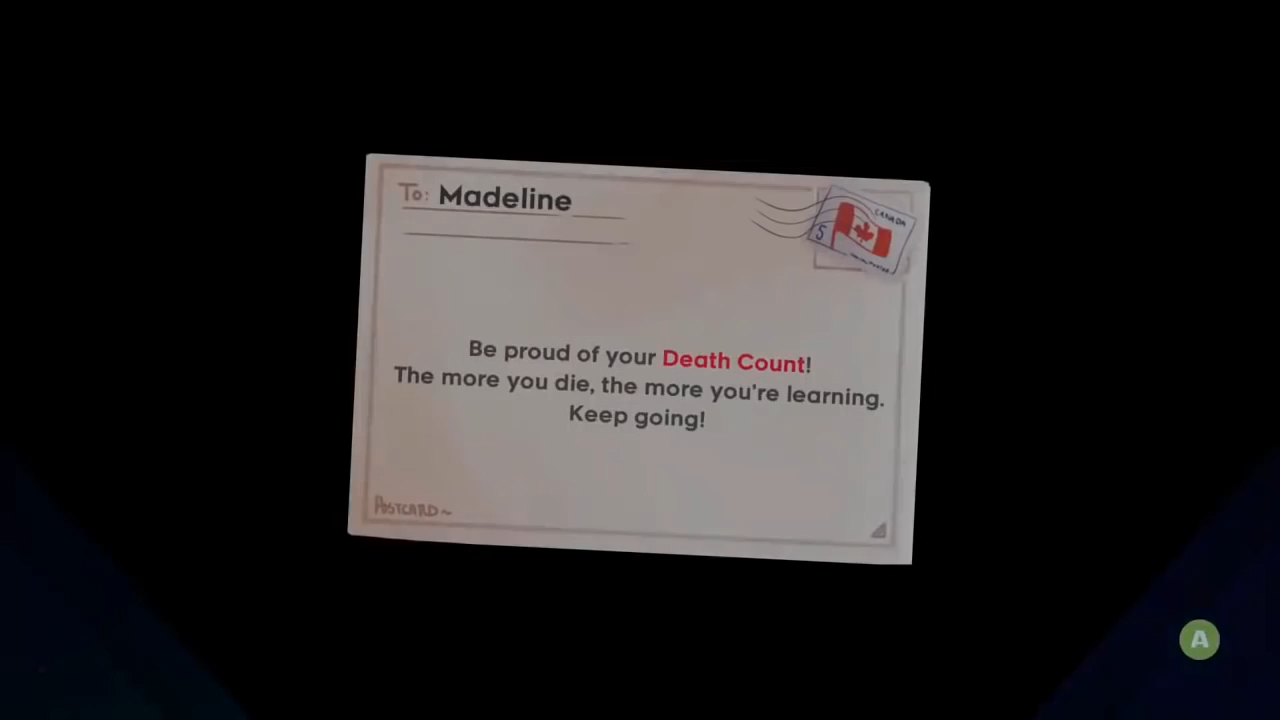 To: Madeline
CANADA
5
Be proud of your Death Count!
The more you die, the more you're learning.
Keep going!
POSTCARD~
A